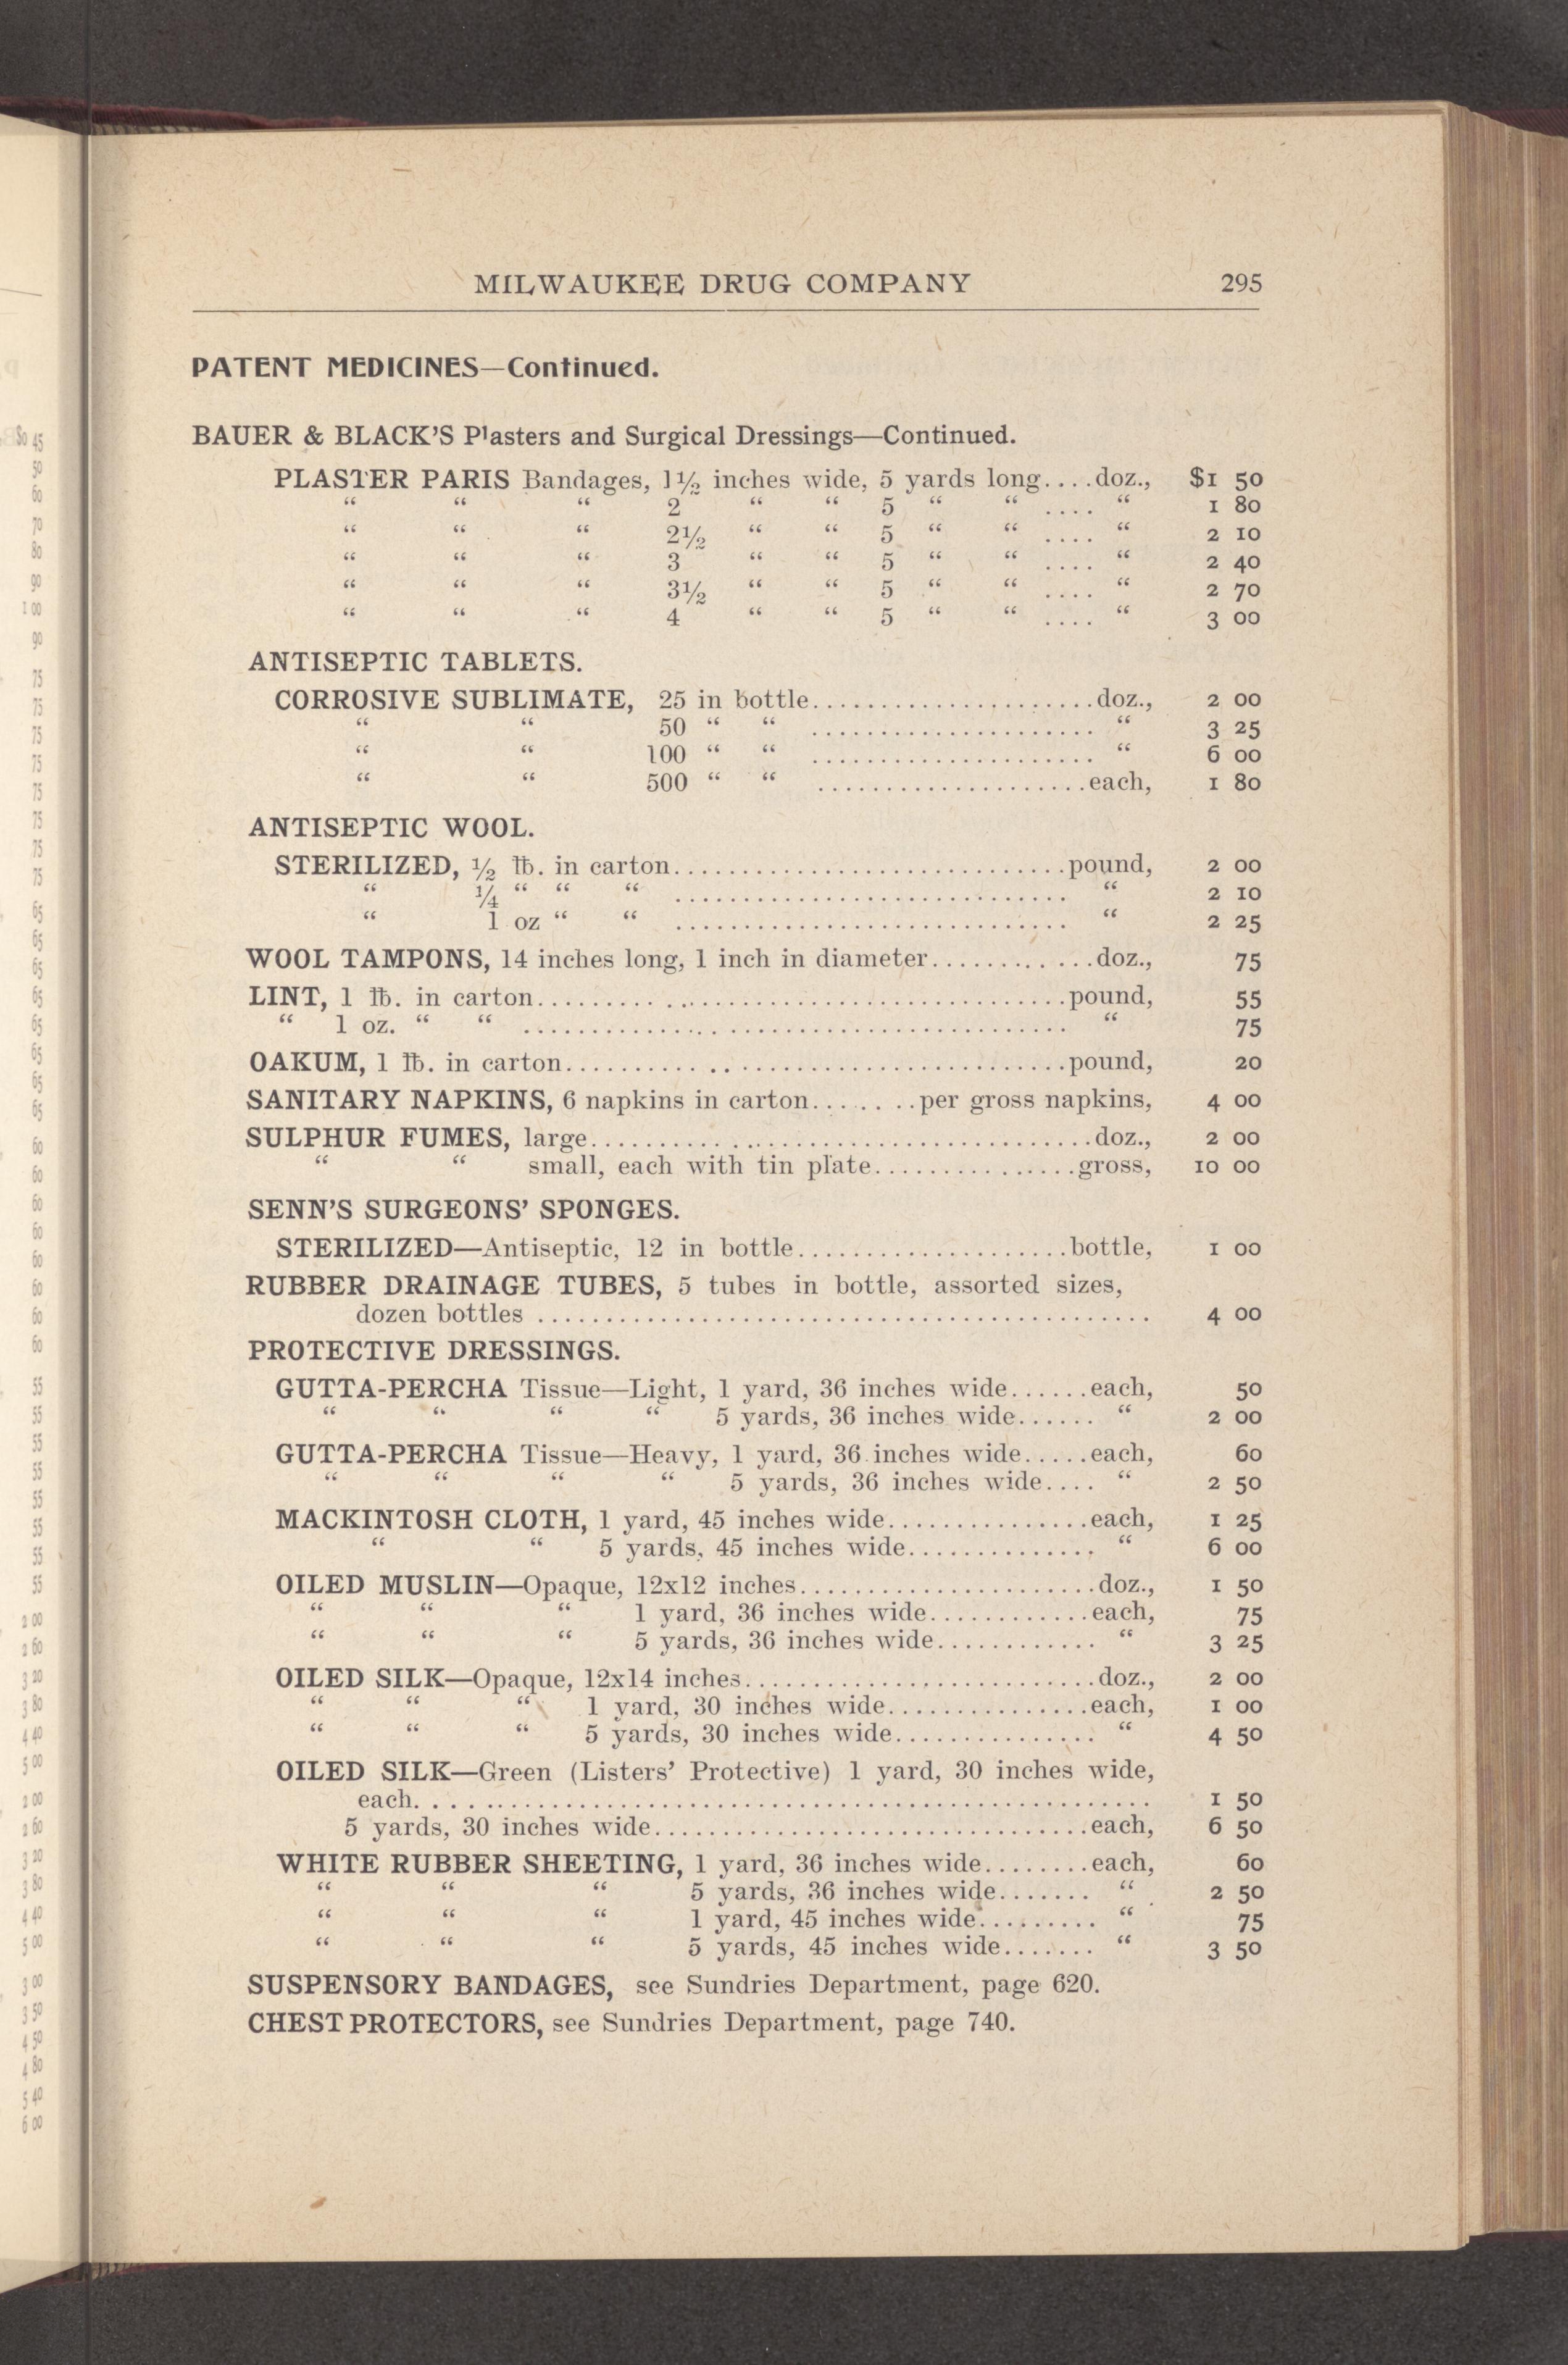 MILWAUKEE DRUG COMPANY 295
PATENT MEDICINES—Continued.
BAUER & BLACK'S Plasters and Surgical Dressings—Continued.
PLASTER PARIS Bandages, 1½ inches wide, 5 yards long....doz., $1 50
“ “ “ 2 “ “ 5 “ “ .... “ 1 80
“ “ “ 2½ “ “ 5 “ “ .... “ 2 10
“ “ “ 3 “ “ 5 “ “ .... “ 2 40
“ “ “ 3½ “ “ 5 “ “ .... “ 2 70
“ “ “ 4 “ “ 5 “ “ .... “ 3 00
ANTISEPTIC TABLETS.
CORROSIVE SUBLIMATE, 25 in bottle.....................doz., 2 00
“ “ 50 “ “ ..................... “ 3 25
“ “ 100 “ “ ..................... “ 6 00
“ “ 500 “ “ ....................each, 1 80
ANTISEPTIC WOOL.
STERILIZED, ½ lb. in carton.............................pound, 2 00
“ ¼ “ “ “ ............................. “ 2 10
“ 1 oz “ “ ............................. “ 2 25
WOOL TAMPONS, 14 inches long, 1 inch in diameter............doz., 75
LINT, 1 lb. in carton.......................................pound, 55
“ 1 oz. “ “ ........................................ “ 75
OAKUM, 1 lb. in carton.....................................pound, 20
SANITARY NAPKINS, 6 napkins in carton........per gross napkins, 4 00
SULPHUR FUMES, large.....................................doz., 2 00
“ “ small, each with tin plate...............gross, 10 00
SENN'S SURGEONS' SPONGES.
STERILIZED—Antiseptic, 12 in bottle....................bottle, 1 00
RUBBER DRAINAGE TUBES, 5 tubes in bottle, assorted sizes,
dozen bottles ............................................. 4 00
PROTECTIVE DRESSINGS.
GUTTA-PERCHA Tissue—Light, 1 yard, 36 inches wide......each, 50
“ “ “ “ 5 yards, 36 inches wide...... “ 2 00
GUTTA-PERCHA Tissue—Heavy, 1 yard, 36 inches wide.....each, 60
“ “ “ “ 5 yards, 36 inches wide.... “ 2 50
MACKINTOSH CLOTH, 1 yard, 45 inches wide...............each, 1 25
“ “ 5 yards, 45 inches wide.............. “ 6 00
OILED MUSLIN—Opaque, 12x12 inches......................doz., 1 50
“ “ “ 1 yard, 36 inches wide............each, 75
“ “ “ 5 yards, 36 inches wide............ “ 3 25
OILED SILK—Opaque, 12x14 inches..........................doz., 2 00
“ “ “ 1 yard, 30 inches wide...............each, 1 00
“ “ “ 5 yards, 30 inches wide............... “ 4 50
OILED SILK—Green (Listers' Protective) 1 yard, 30 inches wide,
each...................................................... 1 50
5 yards, 30 inches wide................................each, 6 50
WHITE RUBBER SHEETING, 1 yard, 36 inches wide........each, 60
“ “ “ 5 yards, 36 inches wide....... “ 2 50
“ “ “ 1 yard, 45 inches wide......... “ 75
“ “ “ 5 yards, 45 inches wide....... “ 3 50
SUSPENSORY BANDAGES, see Sundries Department, page 620.
CHEST PROTECTORS, see Sundries Department, page 740.